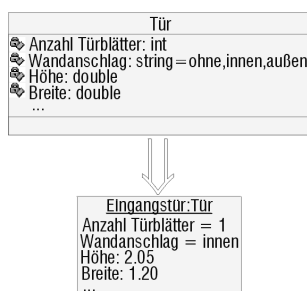 Tür
Anzahl Türblätter: int
Wandanschlag: string=ohne,innen,außen
Höhe: double
Breite: double
...
Eingangstür:Tür
Anzahl Türblätter = 1
Wandanschlag = innen
Höhe: 2.05
Breite: 1.20
...